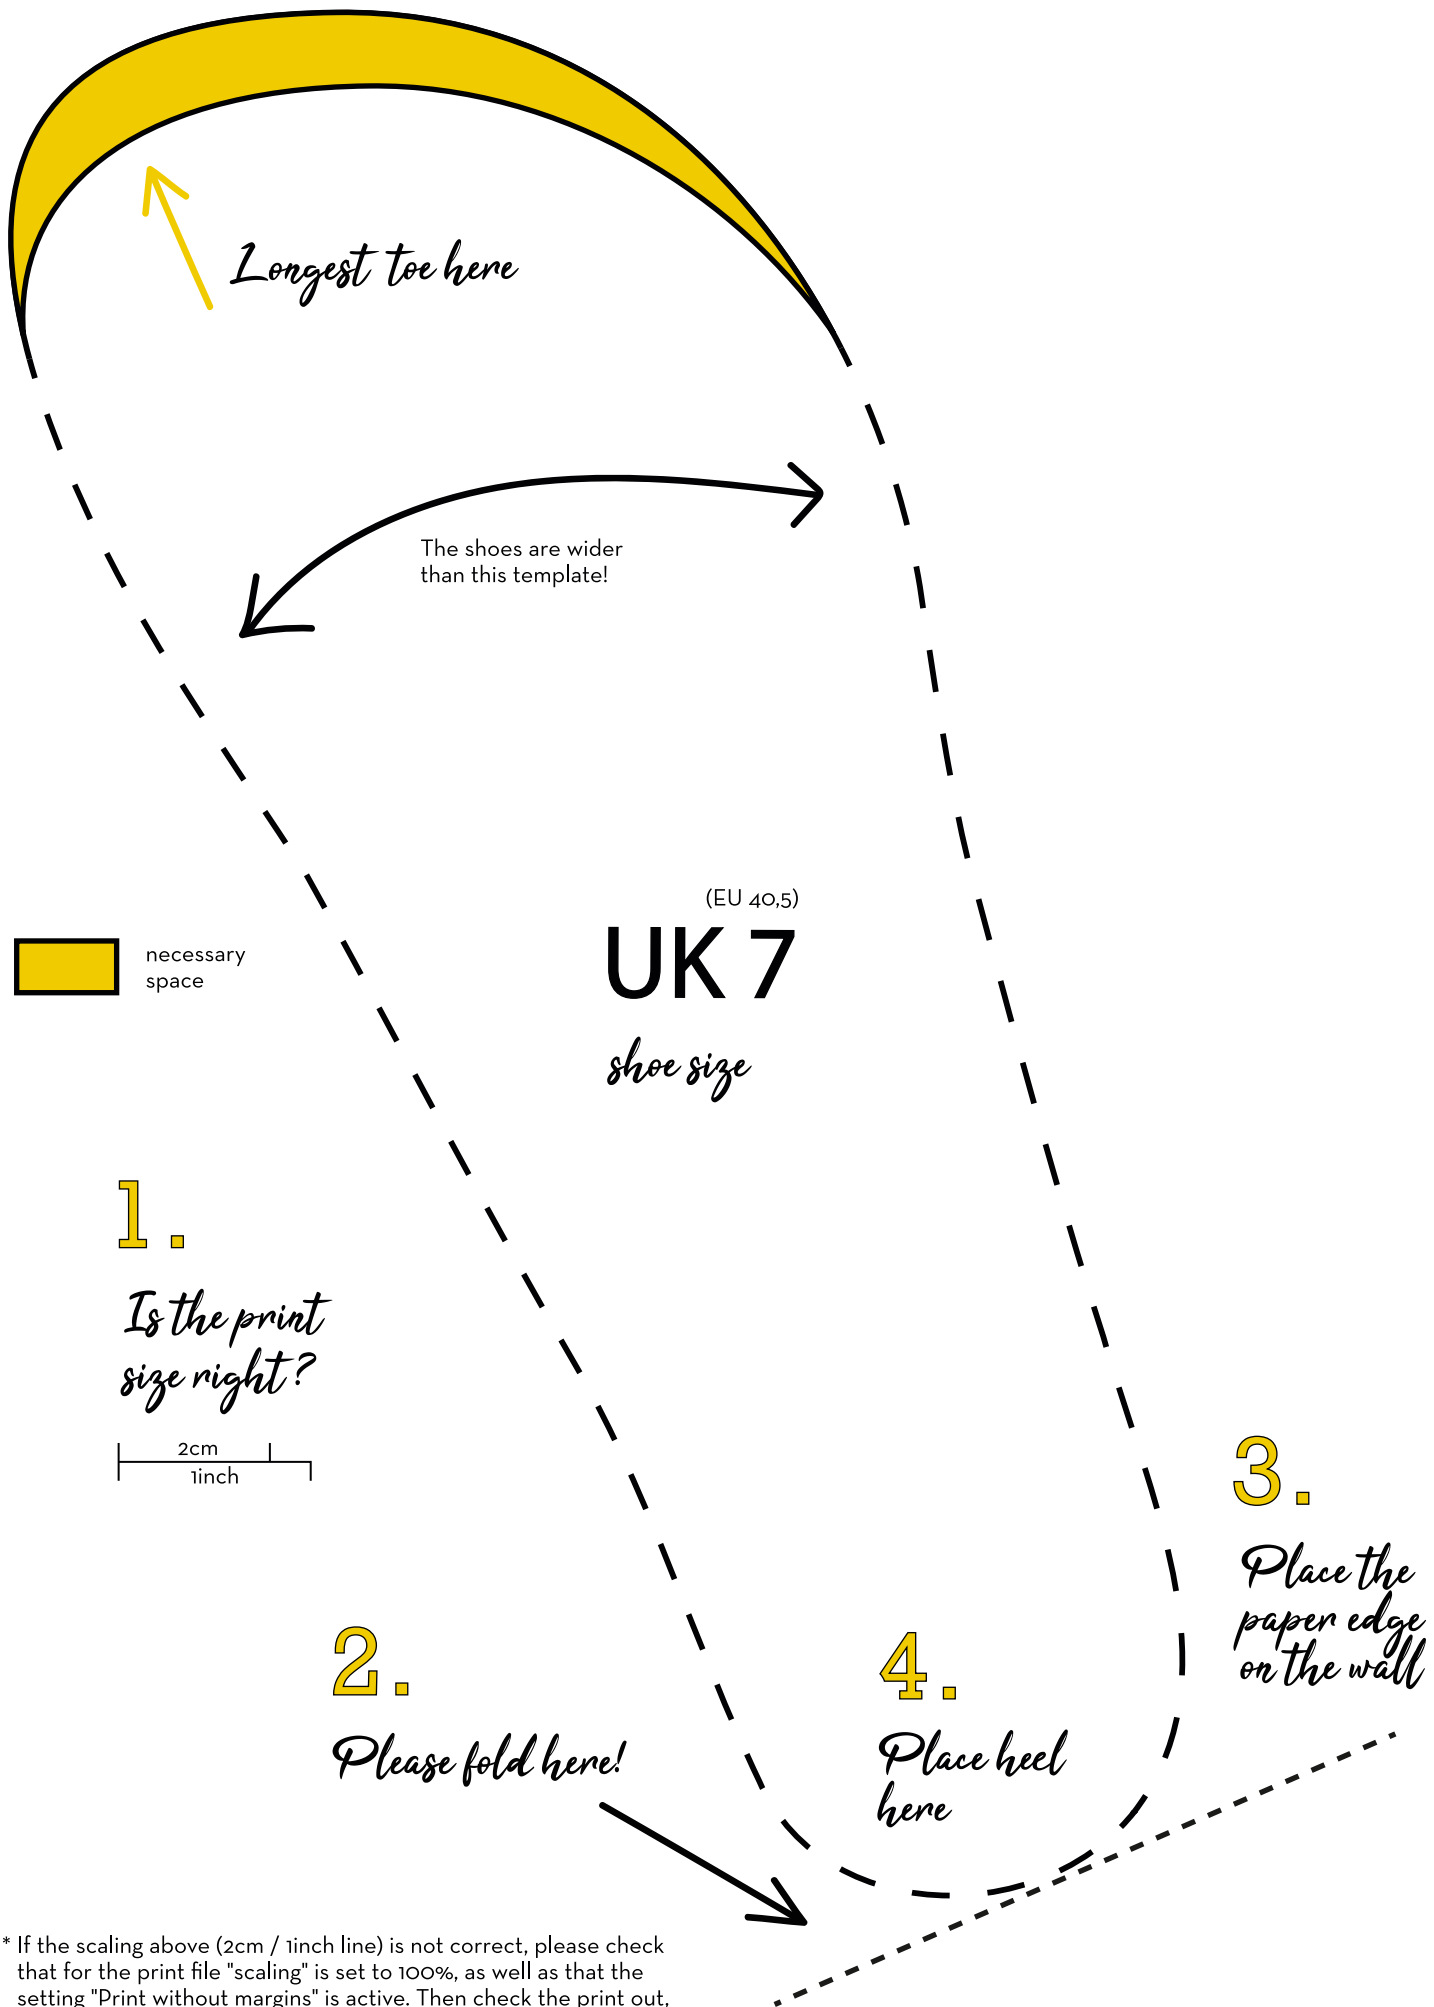 Longest toe here
The shoes are wider
than this template!
(EU 40,5)
UK 7
shoe size
necessary
space
1.
Is the print
size right?
2cm
1inch
2.
Please fold here!
3.
Place the
paper edge
on the wall
4.
Place heel
here
* If the scaling above (2cm / 1inch line) is not correct, please check
that for the print file "scaling" is set to 100%, as well as that the
setting "Print without margins" is active. Then check the print out,